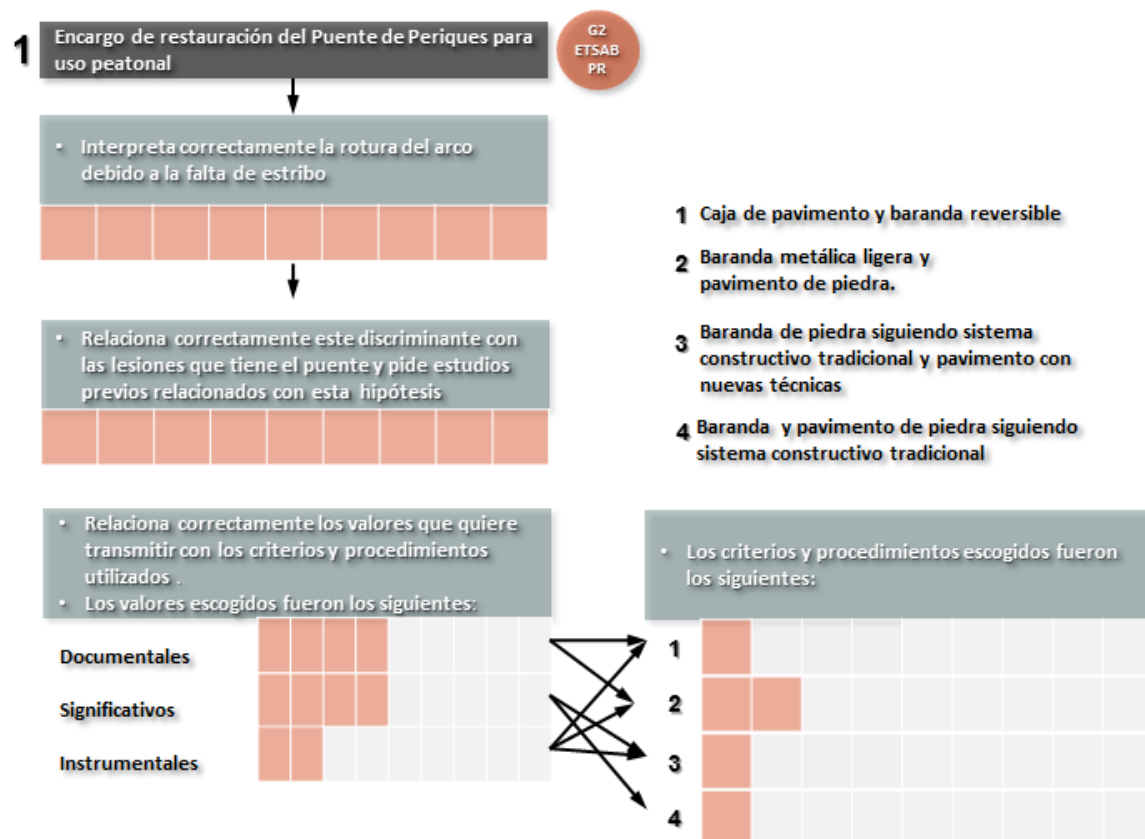 1
Encargo de restauración del Puente de Periques para
uso peatonal
G2
ETSAB
PR
• Interpreta correctamente la rotura del arco
debido a la falta de estribo
• Relaciona correctamente este discriminante con
las lesiones que tiene el puente y pide estudios
previos relacionados con esta hipótesis
1 Caja de pavimento y baranda reversible
2 Baranda metálica ligera y
pavimento de piedra.
3 Baranda de piedra siguiendo sistema
constructivo tradicional y pavimento con
nuevas técnicas
4 Baranda y pavimento de piedra siguiendo
sistema constructivo tradicional
• Relaciona correctamente los valores que quiere
transmitir con los criterios y procedimientos
utilizados .
• Los valores escogidos fueron los siguientes:
Documentales
Significativos
Instrumentales
• Los criterios y procedimientos escogidos fueron
los siguientes:
1
2
3
4